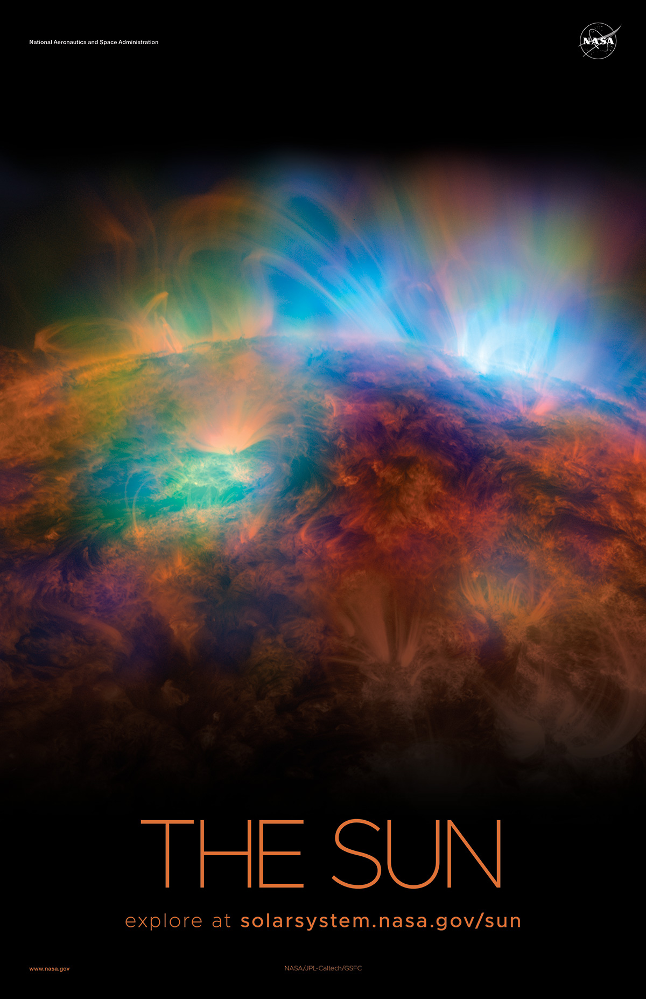 National Aeronautics and Space Administration
NASA
THE SUN
explore at solarsystem.nasa.gov/sun
www.nasa.gov
NASA/JPL-Caltech/GSFC